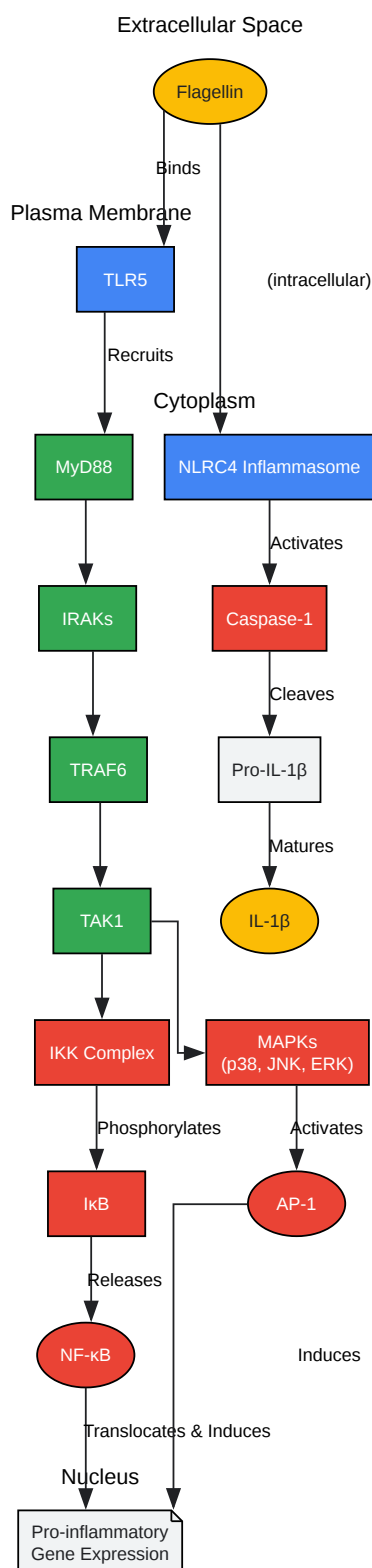 Extracellular Space
Flagellin
Binds
Plasma Membrane
TLR5
(intracellular)
Recruits
Cytoplasm
MyD88
NLRC4 Inflammasome
Activates
IRAKs
Caspase-1
Cleaves
TRAF6
Pro-IL-1β
Matures
TAK1
IL-1β
IKK Complex
MAPKs
(p38, JNK, ERK)
Phosphorylates
Activates
IκB
AP-1
Releases
NF-κB
Induces
Translocates & Induces
Nucleus
Pro-inflammatory
Gene Expression